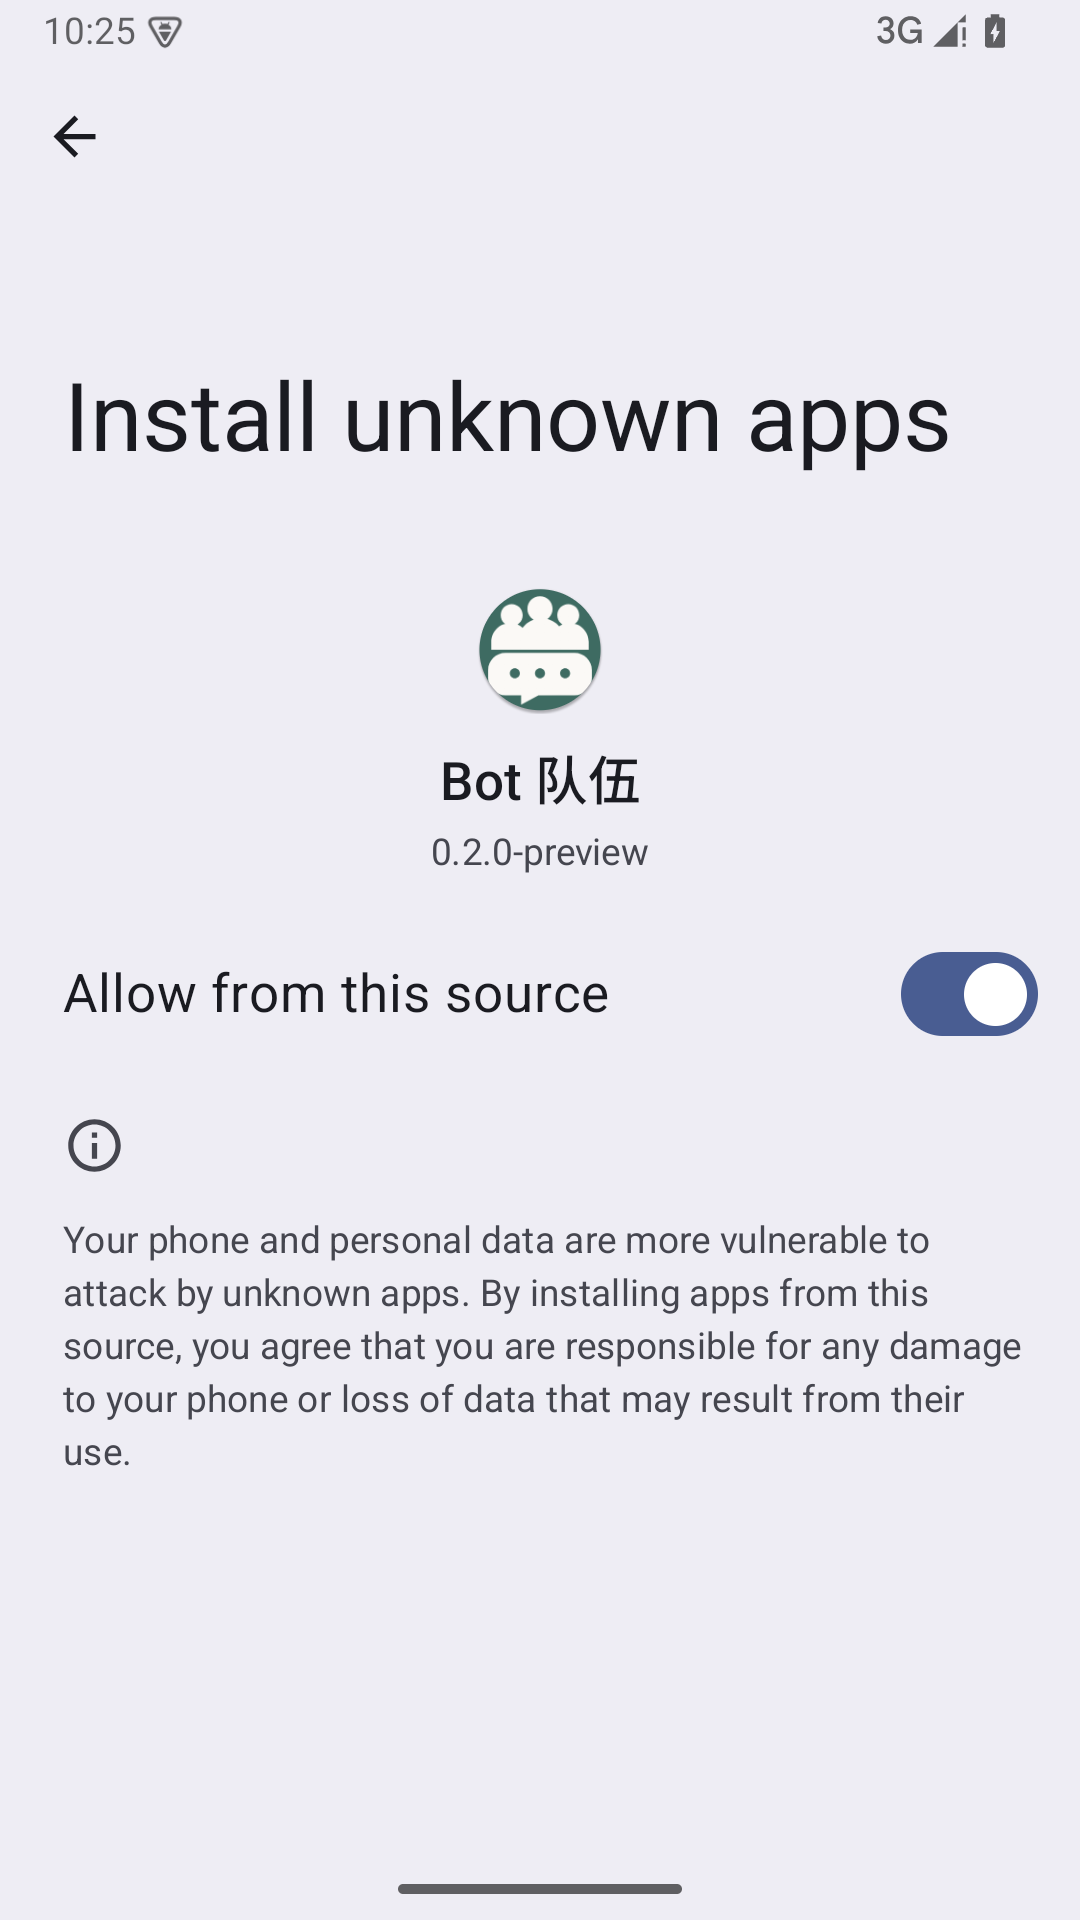 10:25
3G
Install unknown apps
Bot 队伍
0.2.0-preview
Allow from this source
Your phone and personal data are more vulnerable to
attack by unknown apps. By installing apps from this
source, you agree that you are responsible for any damage
to your phone or loss of data that may result from their
use.